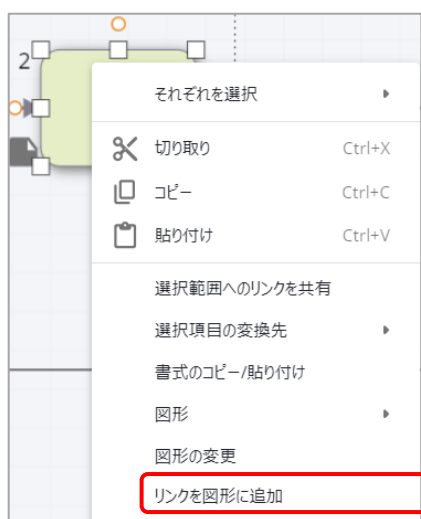 2
それぞれを選択
切り取り Ctrl+X
コピー Ctrl+C
貼り付け Ctrl+V
選択範囲へのリンクを共有
選択項目の変換先
書式のコピー/貼り付け
図形
図形の変更
リンクを図形に追加